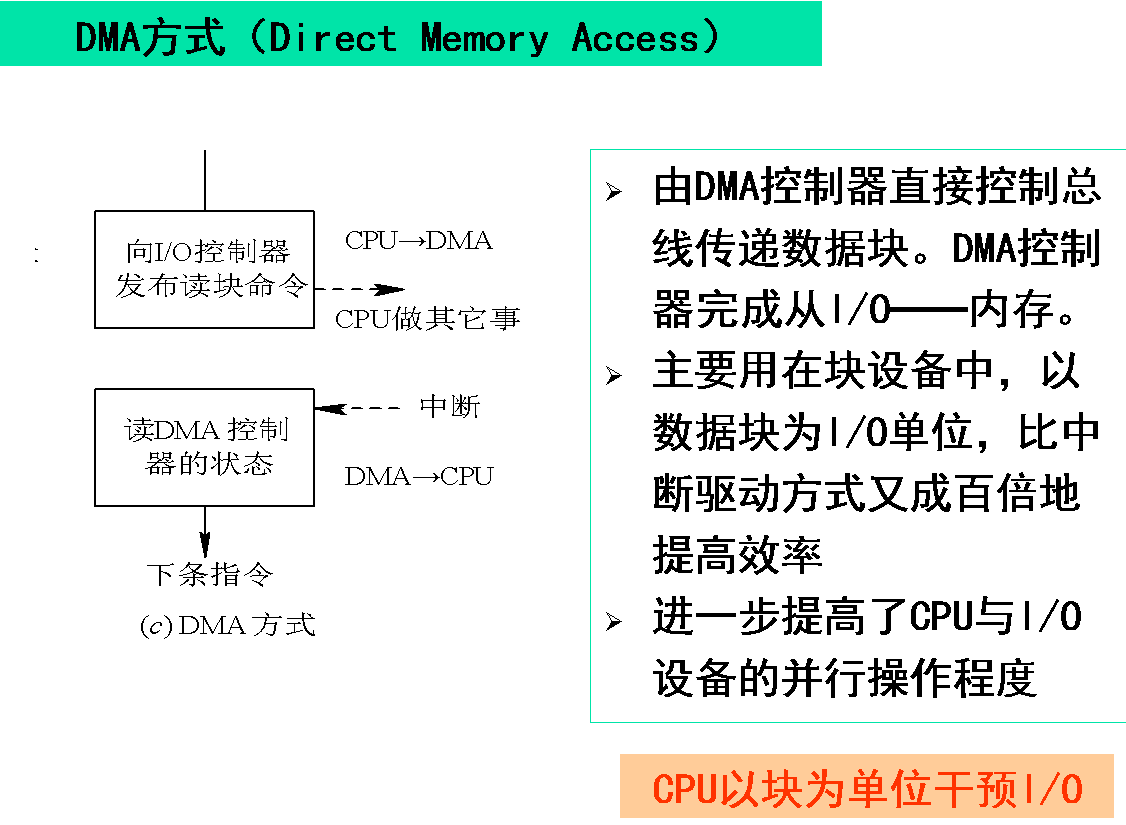 DMA方式（Direct Memory Access）
向I/O控制器
发布读块命令
CPU→DMA
CPU做其它事
读DMA 控制
器的状态
中断
DMA→CPU
下条指令
(c) DMA 方式
由DMA控制器直接控制总
线传递数据块。DMA控制
器完成从I/O——内存。
主要用在块设备中，以
数据块为I/O单位，比中
断驱动方式又成百倍地
提高效率
进一步提高了CPU与I/O
设备的并行操作程度
CPU以块为单位干预I/O